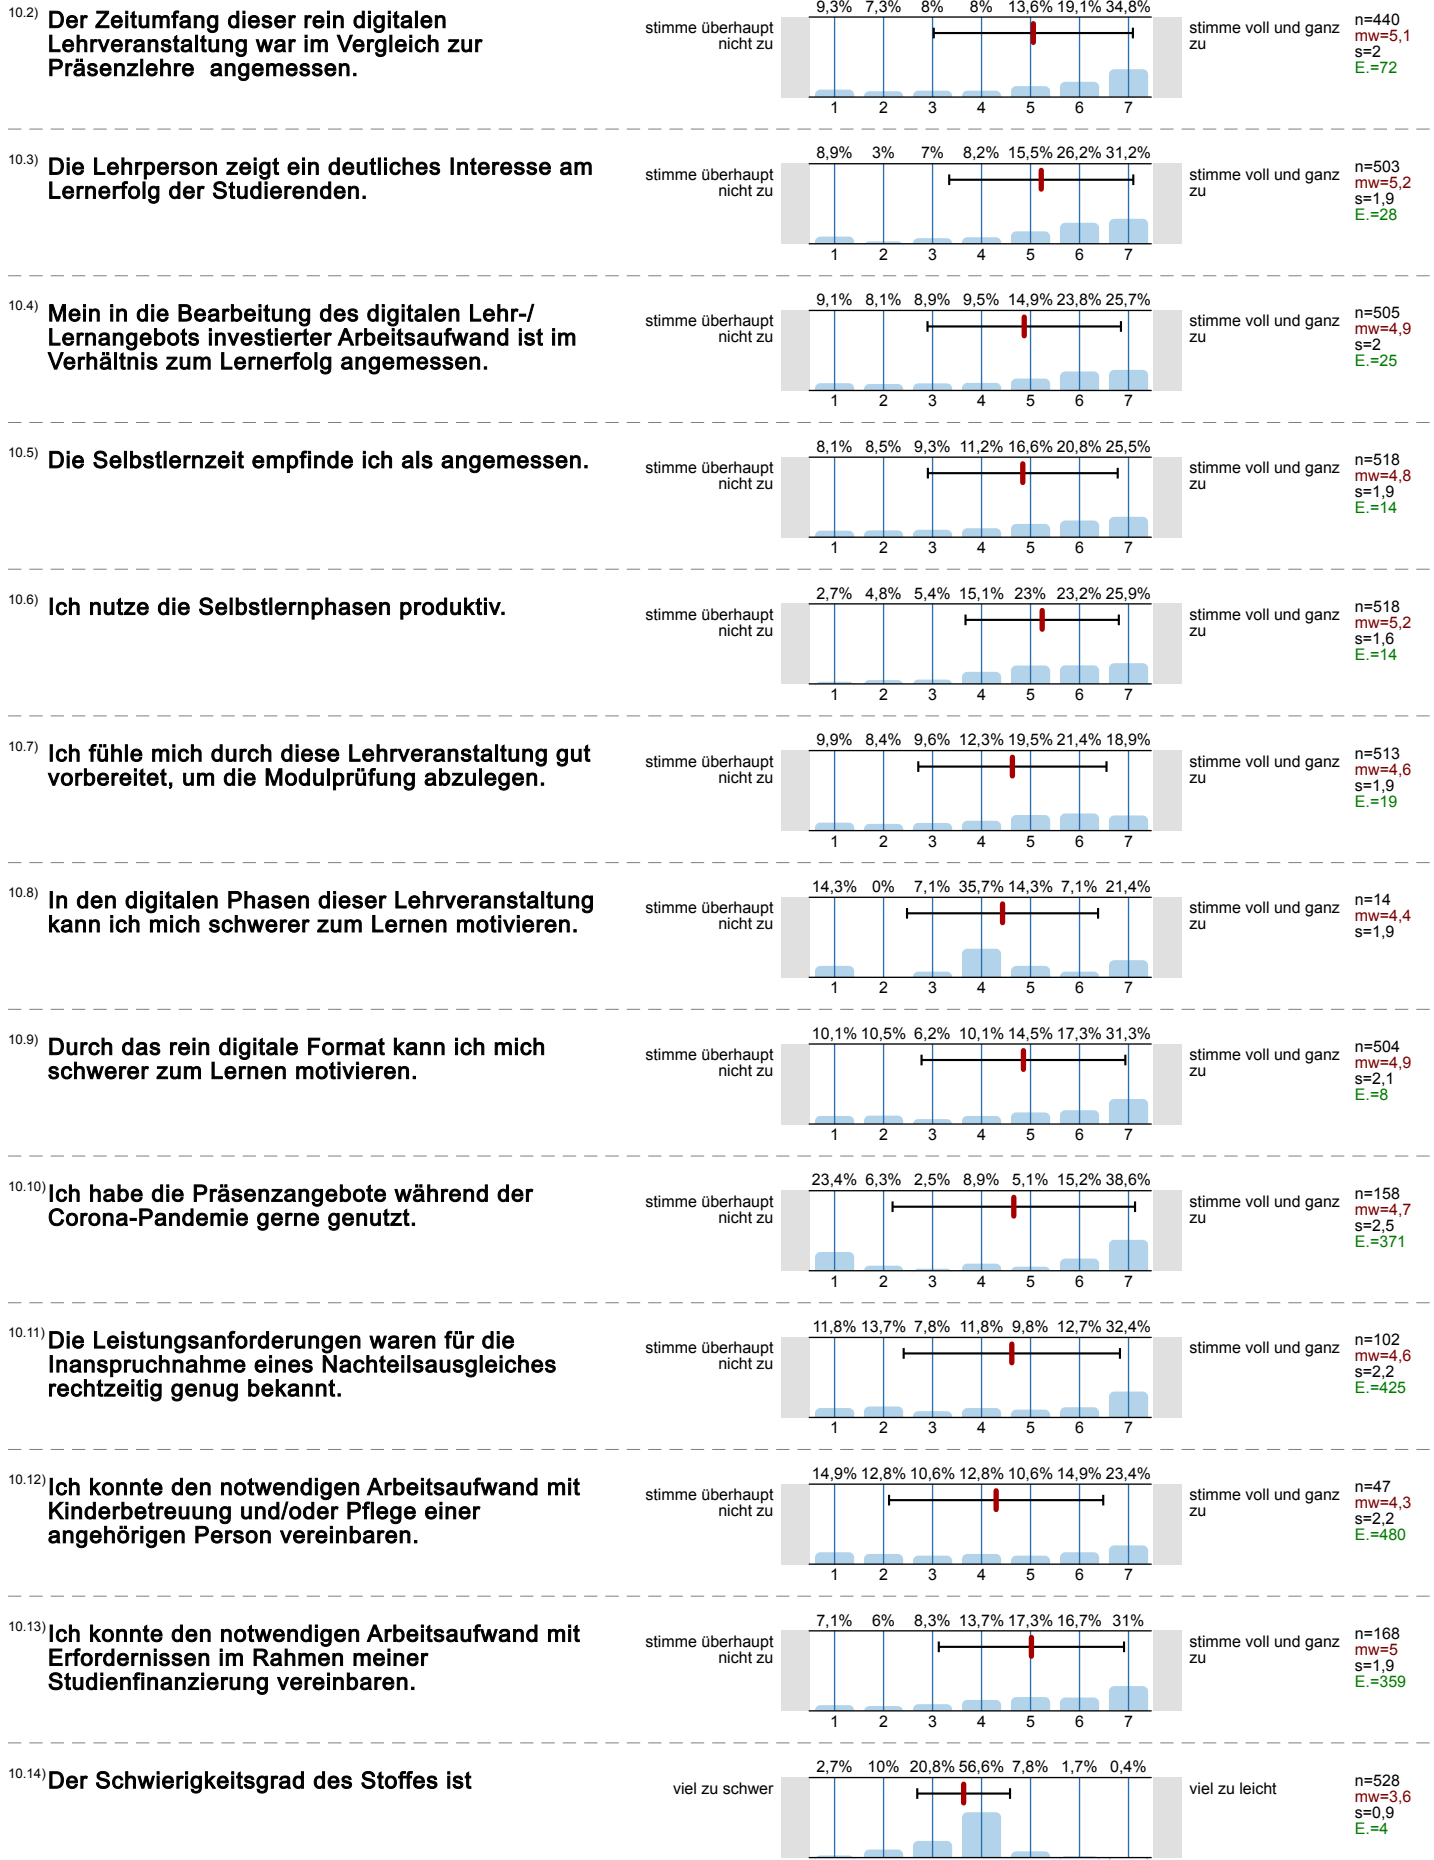 10.2) Der Zeitumfang dieser rein digitalen
Lehrveranstaltung war im Vergleich zur
Präsenzlehre  angemessen.
stimme überhaupt
nicht zu
9,3% 7,3% 8% 8% 13,6% 19,1% 34,8%
1 2 3 4 5 6 7
stimme voll und ganz
zu
n=440
mw=5,1
s=2
E.=72
10.3) Die Lehrperson zeigt ein deutliches Interesse am
Lernerfolg der Studierenden.
stimme überhaupt
nicht zu
8,9% 3% 7% 8,2% 15,5% 26,2% 31,2%
1 2 3 4 5 6 7
stimme voll und ganz
zu
n=503
mw=5,2
s=1,9
E.=28
10.4) Mein in die Bearbeitung des digitalen Lehr-/
Lernangebots investierter Arbeitsaufwand ist im
Verhältnis zum Lernerfolg angemessen.
stimme überhaupt
nicht zu
9,1% 8,1% 8,9% 9,5% 14,9% 23,8% 25,7%
1 2 3 4 5 6 7
stimme voll und ganz
zu
n=505
mw=4,9
s=2
E.=25
10.5) Die Selbstlernzeit empfinde ich als angemessen.
stimme überhaupt
nicht zu
8,1% 8,5% 9,3% 11,2% 16,6% 20,8% 25,5%
1 2 3 4 5 6 7
stimme voll und ganz
zu
n=518
mw=4,8
s=1,9
E.=14
10.6) Ich nutze die Selbstlernphasen produktiv.
stimme überhaupt
nicht zu
2,7% 4,8% 5,4% 15,1% 23% 23,2% 25,9%
1 2 3 4 5 6 7
stimme voll und ganz
zu
n=518
mw=5,2
s=1,6
E.=14
10.7) Ich fühle mich durch diese Lehrveranstaltung gut
vorbereitet, um die Modulprüfung abzulegen.
stimme überhaupt
nicht zu
9,9% 8,4% 9,6% 12,3% 19,5% 21,4% 18,9%
1 2 3 4 5 6 7
stimme voll und ganz
zu
n=513
mw=4,6
s=1,9
E.=19
10.8) In den digitalen Phasen dieser Lehrveranstaltung
kann ich mich schwerer zum Lernen motivieren.
stimme überhaupt
nicht zu
14,3% 0% 7,1% 35,7% 14,3% 7,1% 21,4%
1 2 3 4 5 6 7
stimme voll und ganz
zu
n=14
mw=4,4
s=1,9
10.9) Durch das rein digitale Format kann ich mich
schwerer zum Lernen motivieren.
stimme überhaupt
nicht zu
10,1% 10,5% 6,2% 10,1% 14,5% 17,3% 31,3%
1 2 3 4 5 6 7
stimme voll und ganz
zu
n=504
mw=4,9
s=2,1
E.=8
10.10) Ich habe die Präsenzangebote während der
Corona-Pandemie gerne genutzt.
stimme überhaupt
nicht zu
23,4% 6,3% 2,5% 8,9% 5,1% 15,2% 38,6%
1 2 3 4 5 6 7
stimme voll und ganz
zu
n=158
mw=4,7
s=2,5
E.=371
10.11) Die Leistungsanforderungen waren für die
Inanspruchnahme eines Nachteilsausgleiches
rechtzeitig genug bekannt.
stimme überhaupt
nicht zu
11,8% 13,7% 7,8% 11,8% 9,8% 12,7% 32,4%
1 2 3 4 5 6 7
stimme voll und ganz
zu
n=102
mw=4,6
s=2,2
E.=425
10.12) Ich konnte den notwendigen Arbeitsaufwand mit
Kinderbetreuung und/oder Pflege einer
angehörigen Person vereinbaren.
stimme überhaupt
nicht zu
14,9% 12,8% 10,6% 12,8% 10,6% 14,9% 23,4%
1 2 3 4 5 6 7
stimme voll und ganz
zu
n=47
mw=4,3
s=2,2
E.=480
10.13) Ich konnte den notwendigen Arbeitsaufwand mit
Erfordernissen im Rahmen meiner
Studienfinanzierung vereinbaren.
stimme überhaupt
nicht zu
7,1% 6% 8,3% 13,7% 17,3% 16,7% 31%
1 2 3 4 5 6 7
stimme voll und ganz
zu
n=168
mw=5
s=1,9
E.=359
10.14) Der Schwierigkeitsgrad des Stoffes ist
viel zu schwer
2,7% 10% 20,8% 56,6% 7,8% 1,7% 0,4%
viel zu leicht
n=528
mw=3,6
s=0,9
E.=4